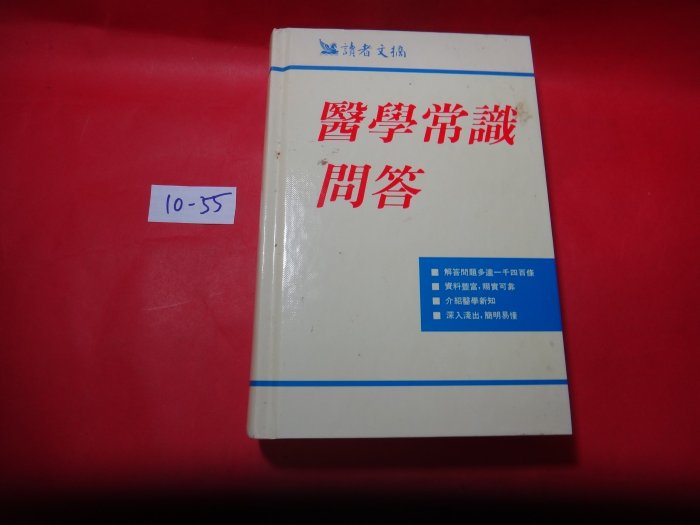 讀者文摘
醫學常識
問答
■ 解答問題多達一千四百條
■ 資料豐富，翔實可靠
■ 介紹醫學新知
■ 深入淺出，簡明易懂
10-55